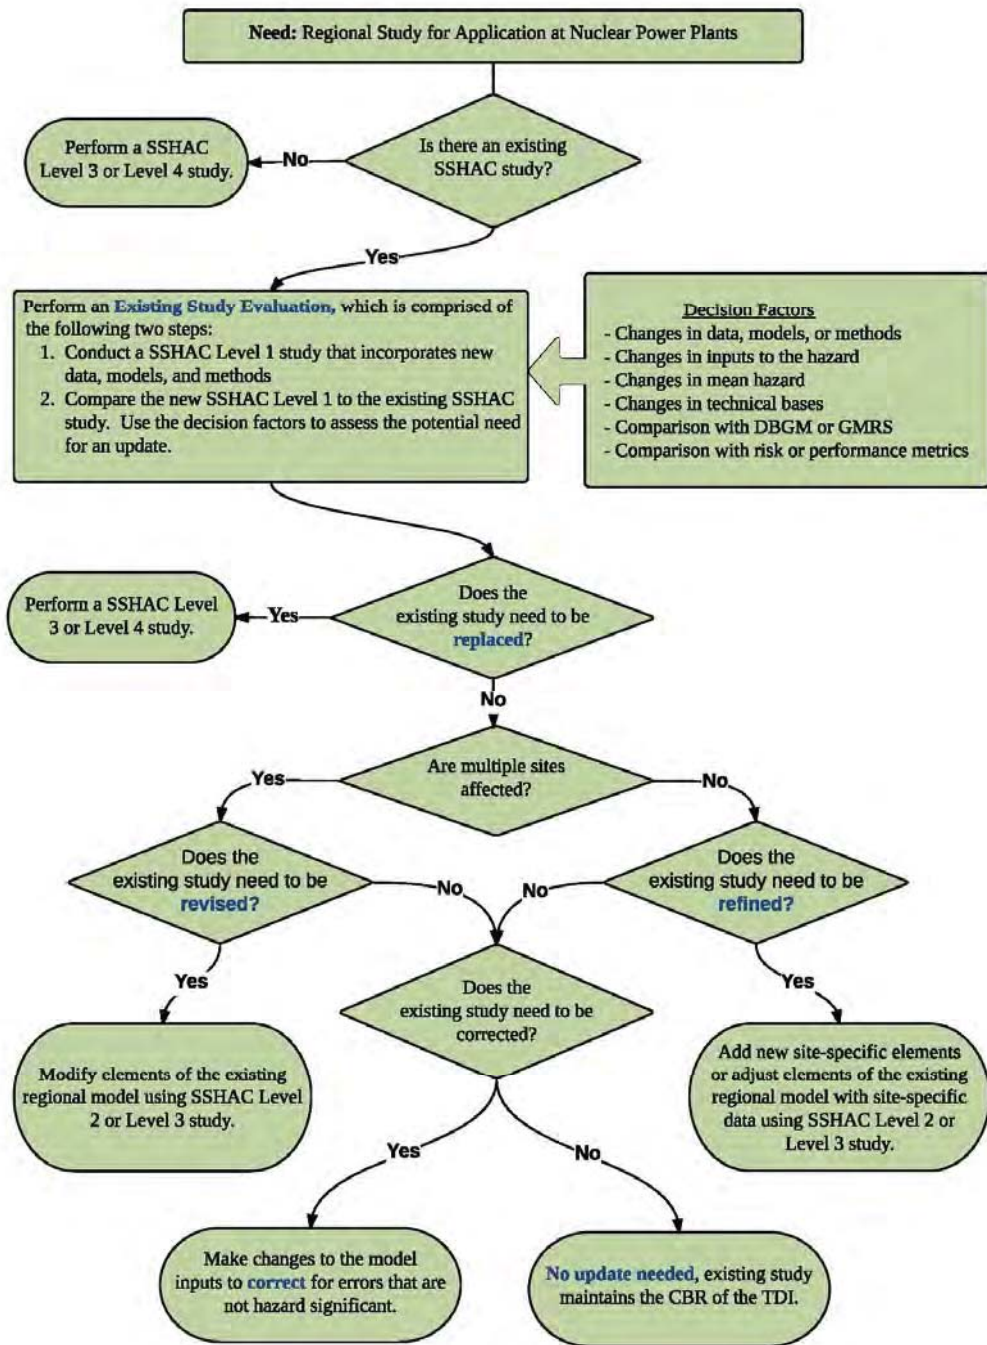 Need: Regional Study for Application at Nuclear Power Plants
Is there an existing
SSHAC study?
No
Perform a SSHAC
Level 3 or Level 4 study.
Yes
Perform an Existing Study Evaluation, which is comprised of
the following two steps:
1. Conduct a SSHAC Level 1 study that incorporates new
data, models, and methods
2. Compare the new SSHAC Level 1 to the existing SSHAC
study. Use the decision factors to assess the potential need
for an update.
Decision Factors
- Changes in data, models, or methods
- Changes in inputs to the hazard
- Changes in mean hazard
- Changes in technical bases
- Comparison with DBGM or GMRS
- Comparison with risk or performance metrics
Does the
existing study need to be
replaced?
Yes
Perform a SSHAC Level
3 or Level 4 study.
No
Are multiple sites
affected?
Yes
No
Does the
existing study need to be
revised?
No
Does the
existing study need to be
refined?
No
Yes
Does the
existing study need to be
corrected?
Yes
Modify elements of the existing
regional model using SSHAC Level
2 or Level 3 study.
Add new site-specific elements
or adjust elements of the existing
regional model with site-specific
data using SSHAC Level 2 or
Level 3 study.
Yes
No
Make changes to the model
inputs to correct for errors that are
not hazard significant.
No update needed, existing study
maintains the CBR of the TDI.